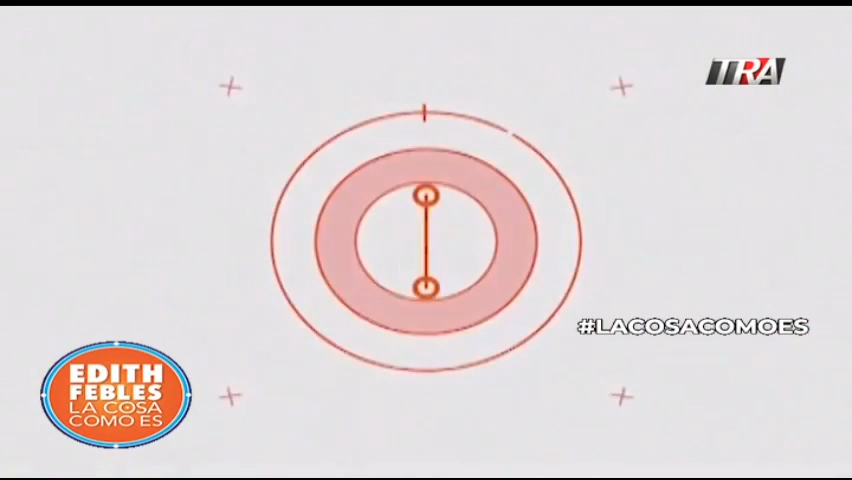 TRA
#LACOSACOMOES
EDITH
FEBLES
LA COSA
COMO ES